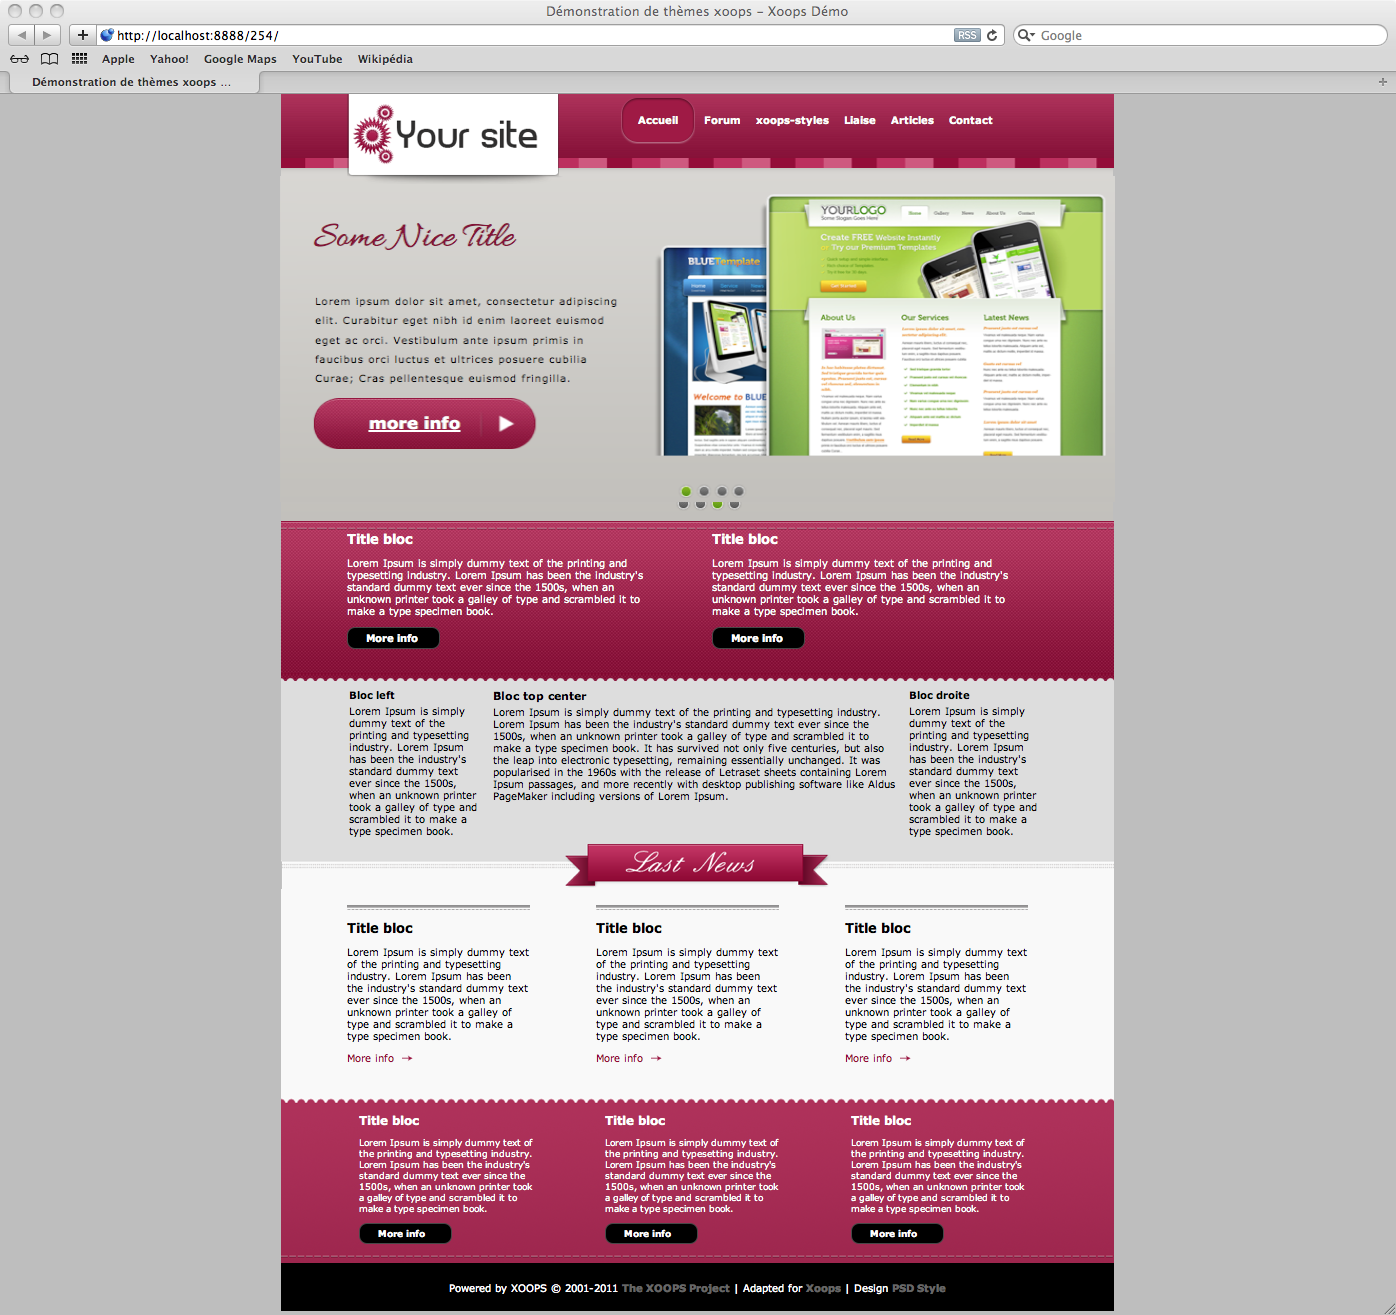 Démonstration de thèmes xoops – Xoops Démo
http://localhost:8888/254/
RSS
Google
Apple
Yahoo!
Google Maps
YouTube
Wikipédia
Démonstration de thèmes xoops ...
Your site
Accueil
Forum
xoops-styles
Liaise
Articles
Contact
Some Nice Title
Lorem ipsum dolor sit amet, consectetur adipiscing
elit. Curabitur eget nibh id enim laoreet euismod
eget ac orci. Vestibulum ante ipsum primis in
faucibus orci luctus et ultrices posuere cubilia
Curae; Cras pellentesque euismod fringilla.
more info
BLUETemplate
Home
Service
News
Welcome to BLUE
YOURLOGO
Some Slogan Goes Here!
Home
Gallery
News
About Us
Contact
Create FREE Website Instantly
or Try our Premium Templates
Get Started
About Us
Our Services
Latest News
Title bloc
Lorem Ipsum is simply dummy text of the printing and
typesetting industry. Lorem Ipsum has been the industry's
standard dummy text ever since the 1500s, when an
unknown printer took a galley of type and scrambled it to
make a type specimen book.
More info
Title bloc
Lorem Ipsum is simply dummy text of the printing and
typesetting industry. Lorem Ipsum has been the industry's
standard dummy text ever since the 1500s, when an
unknown printer took a galley of type and scrambled it to
make a type specimen book.
More info
Bloc left
Lorem Ipsum is simply
dummy text of the
printing and typesetting
industry. Lorem Ipsum
has been the industry's
standard dummy text
ever since the 1500s,
when an unknown printer
took a galley of type and
scrambled it to make a
type specimen book.
Bloc top center
Lorem Ipsum is simply dummy text of the printing and typesetting industry.
Lorem Ipsum has been the industry's standard dummy text ever since the
1500s, when an unknown printer took a galley of type and scrambled it to
make a type specimen book. It has survived not only five centuries, but also
the leap into electronic typesetting, remaining essentially unchanged. It was
popularised in the 1960s with the release of Letraset sheets containing Lorem
Ipsum passages, and more recently with desktop publishing software like Aldus
PageMaker including versions of Lorem Ipsum.
Bloc droite
Lorem Ipsum is simply
dummy text of the
printing and typesetting
industry. Lorem Ipsum
has been the industry's
standard dummy text
ever since the 1500s,
when an unknown printer
took a galley of type and
scrambled it to make a
type specimen book.
Last News
Title bloc
Lorem Ipsum is simply dummy text
of the printing and typesetting
industry. Lorem Ipsum has been
the industry's standard dummy text
ever since the 1500s, when an
unknown printer took a galley of
type and scrambled it to make a
type specimen book.
More info →
Title bloc
Lorem Ipsum is simply dummy text
of the printing and typesetting
industry. Lorem Ipsum has been
the industry's standard dummy text
ever since the 1500s, when an
unknown printer took a galley of
type and scrambled it to make a
type specimen book.
More info →
Title bloc
Lorem Ipsum is simply dummy text
of the printing and typesetting
industry. Lorem Ipsum has been
the industry's standard dummy text
ever since the 1500s, when an
unknown printer took a galley of
type and scrambled it to make a
type specimen book.
More info →
Title bloc
Lorem Ipsum is simply dummy text of
the printing and typesetting industry.
Lorem Ipsum has been the industry's
standard dummy text ever since the
1500s, when an unknown printer took
a galley of type and scrambled it to
make a type specimen book.
More info
Title bloc
Lorem Ipsum is simply dummy text of
the printing and typesetting industry.
Lorem Ipsum has been the industry's
standard dummy text ever since the
1500s, when an unknown printer took
a galley of type and scrambled it to
make a type specimen book.
More info
Title bloc
Lorem Ipsum is simply dummy text of
the printing and typesetting industry.
Lorem Ipsum has been the industry's
standard dummy text ever since the
1500s, when an unknown printer took
a galley of type and scrambled it to
make a type specimen book.
More info
Powered by XOOPS © 2001-2011 The XOOPS Project | Adapted for Xoops | Design PSD Style